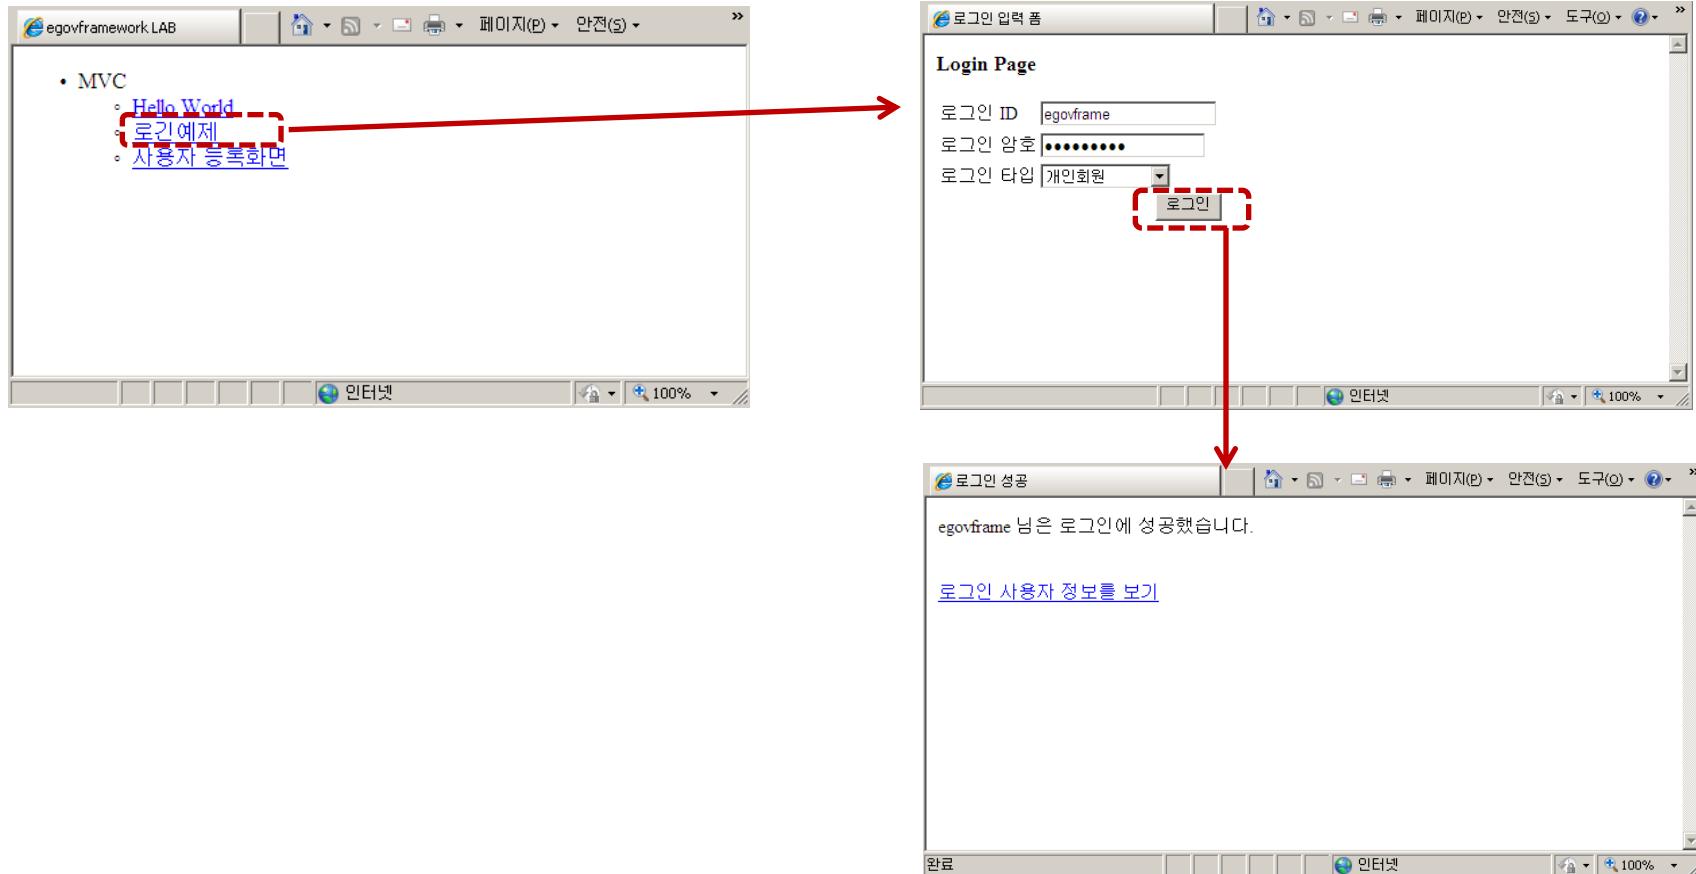 egovframework LAB
페이지(P)
안전(S)
»
• MVC
Hello World
로긴예제
사용자 등록화면
인터넷
100%
로그인 입력 폼
페이지(P)
안전(S)
도구(O)
»
Login Page
로그인 ID
egovframe
로그인 암호
●●●●●●●●●
로그인 타입
개인회원
로그인
인터넷
100%
로그인 성공
페이지(P)
안전(S)
도구(O)
»
egovframe 님은 로그인에 성공했습니다.
로그인 사용자 정보를 보기
완료
인터넷
100%